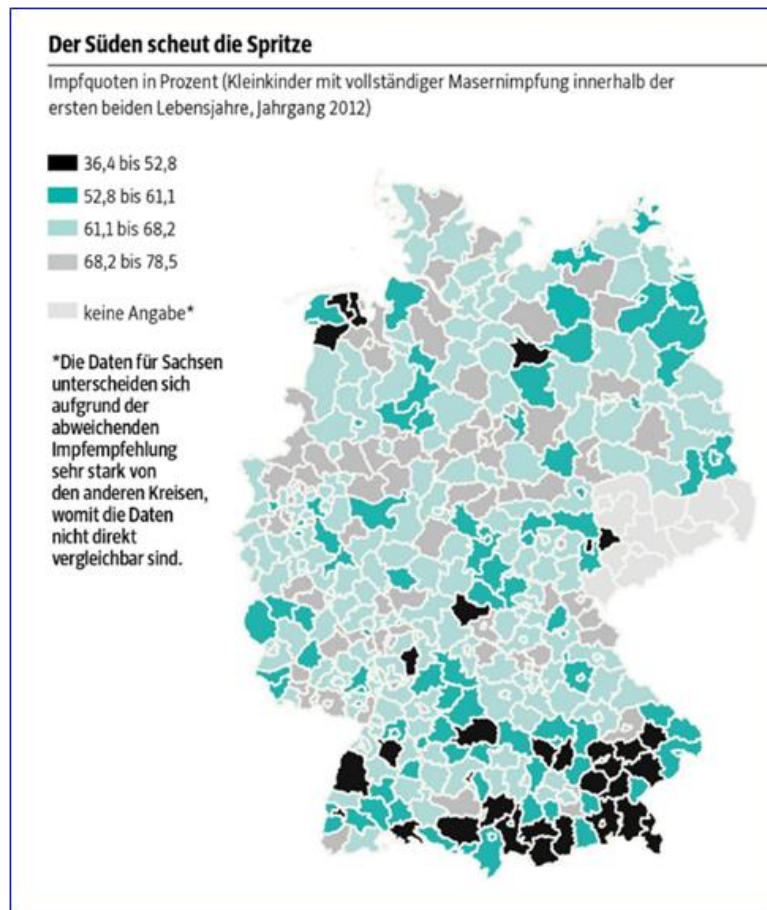 Der Süden scheut die Spritze
Impfquoten in Prozent (Kleinkinder mit vollständiger Masernimpfung innerhalb der
ersten beiden Lebensjahre, Jahrgang 2012)
36,4 bis 52,8
52,8 bis 61,1
61,1 bis 68,2
68,2 bis 78,5
keine Angabe*
*Die Daten für Sachsen
unterscheiden sich
aufgrund der
abweichenden
Impfempfehlung
sehr stark von
den anderen Kreisen,
womit die Daten
nicht direkt
vergleichbar sind.